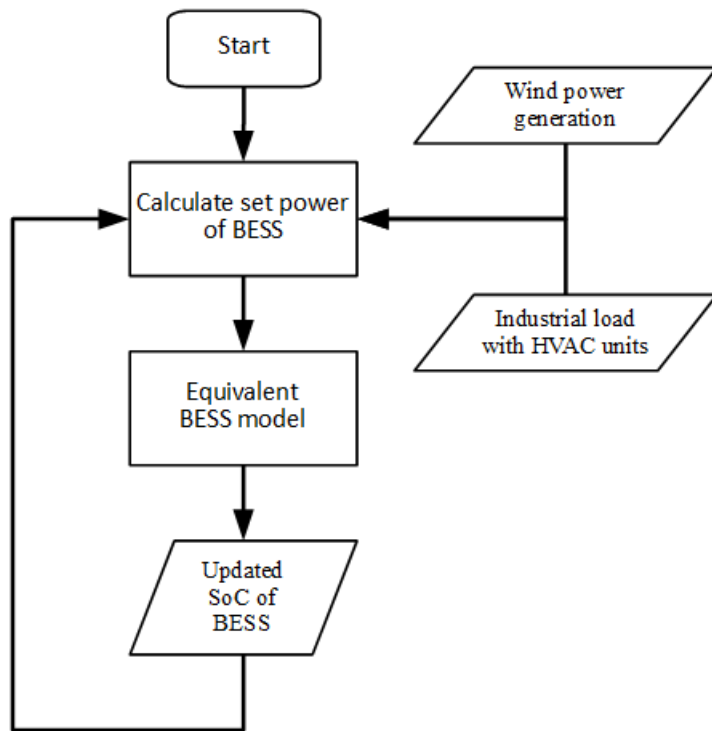 Start
Wind power
generation
Calculate set power
of BESS
Industrial load
with HVAC units
Equivalent
BESS model
Updated
SoC of
BESS